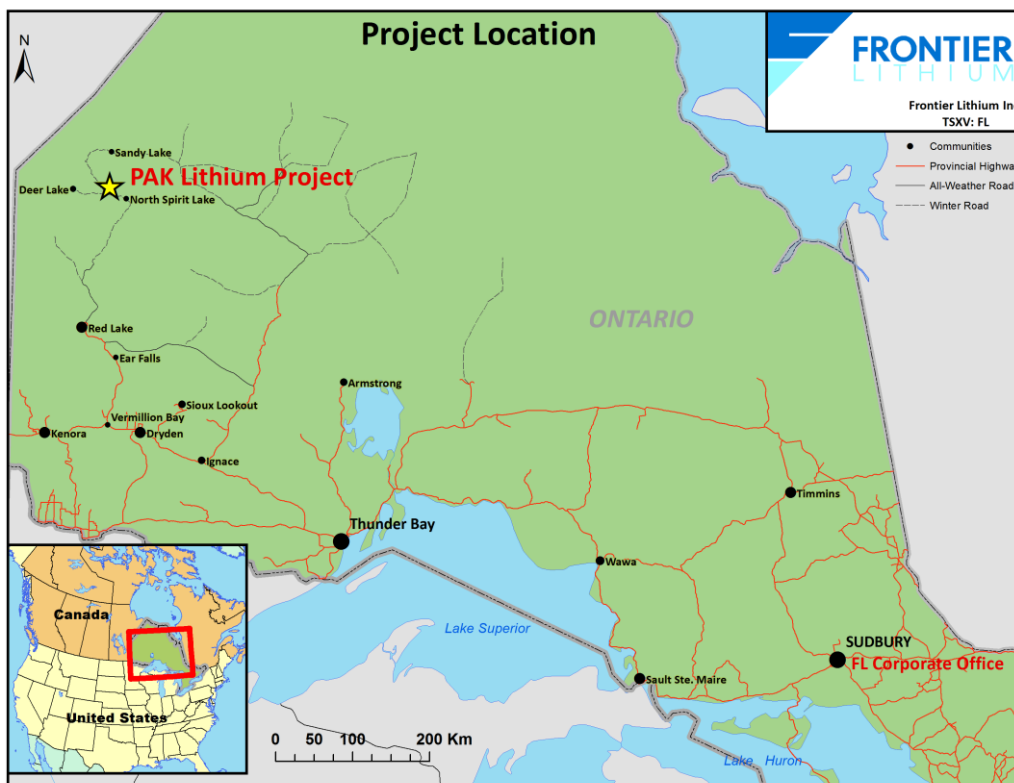 Project Location
N
FRONTIER
LITHIUM
Frontier Lithium In
TSXV: FL
Communities
Provincial Highwa
All-Weather Road
Winter Road
Sandy Lake
PAK Lithium Project
Deer Lake
North Spirit Lake
ONTARIO
Red Lake
Ear Falls
Armstrong
Sioux Lookout
Vermillion Bay
Kenora
Dryden
Ignace
Timmins
Thunder Bay
Wawa
Canada
Lake Superior
SUDBURY
FL Corporate Office
Sault Ste. Maire
United States
0 50 100 200 Km
Lake Huron